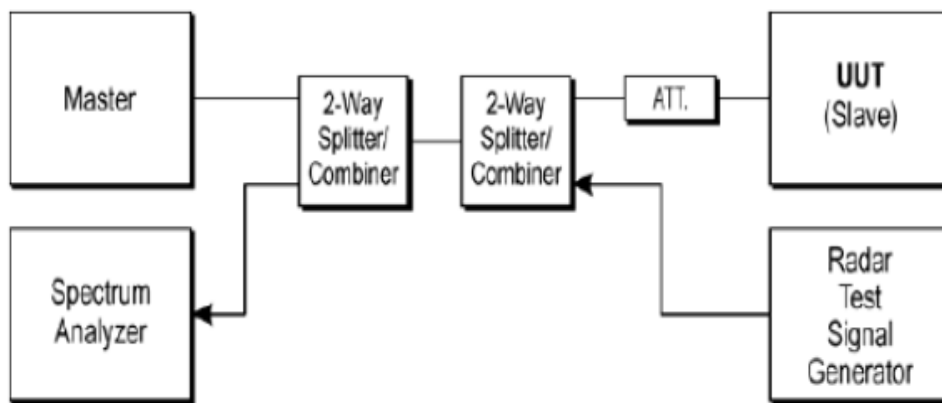 Master
2-Way
Splitter/
Combiner
2-Way
Splitter/
Combiner
ATT.
UUT
(Slave)
Spectrum
Analyzer
Radar
Test
Signal
Generator